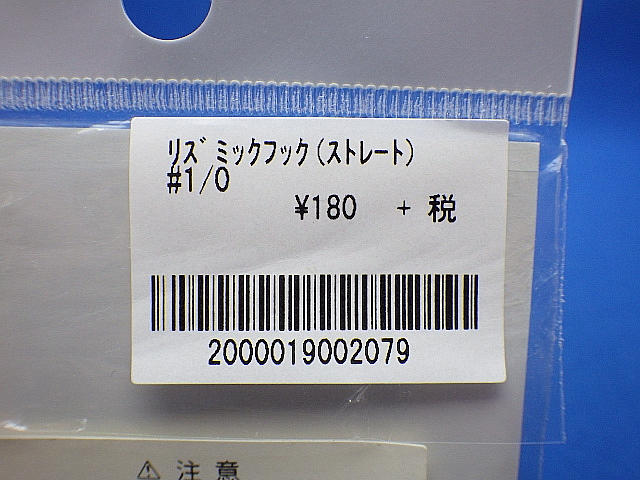 リズミックフック(ストレート)
#1/0
¥180 + 税
2000019002079
⚠ 注意